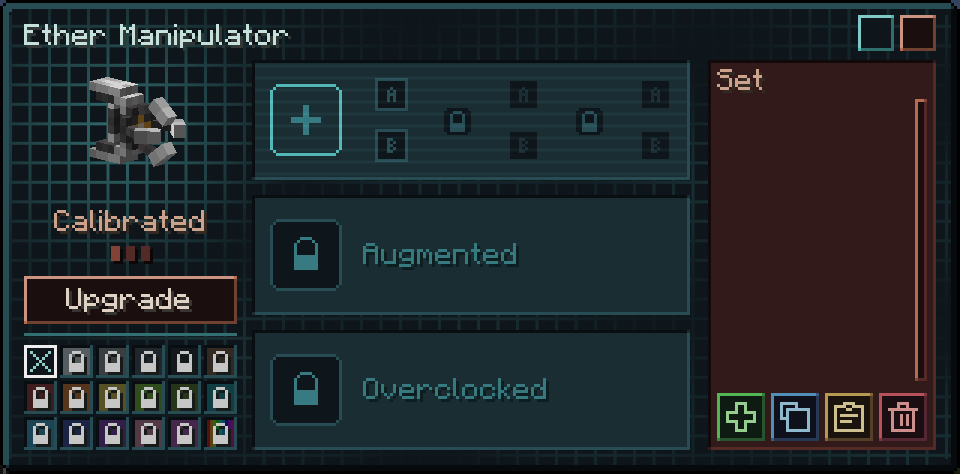 Ether Manipulator
Set
A A A
B B B
Calibrated
Augmented
Upgrade
Overclocked